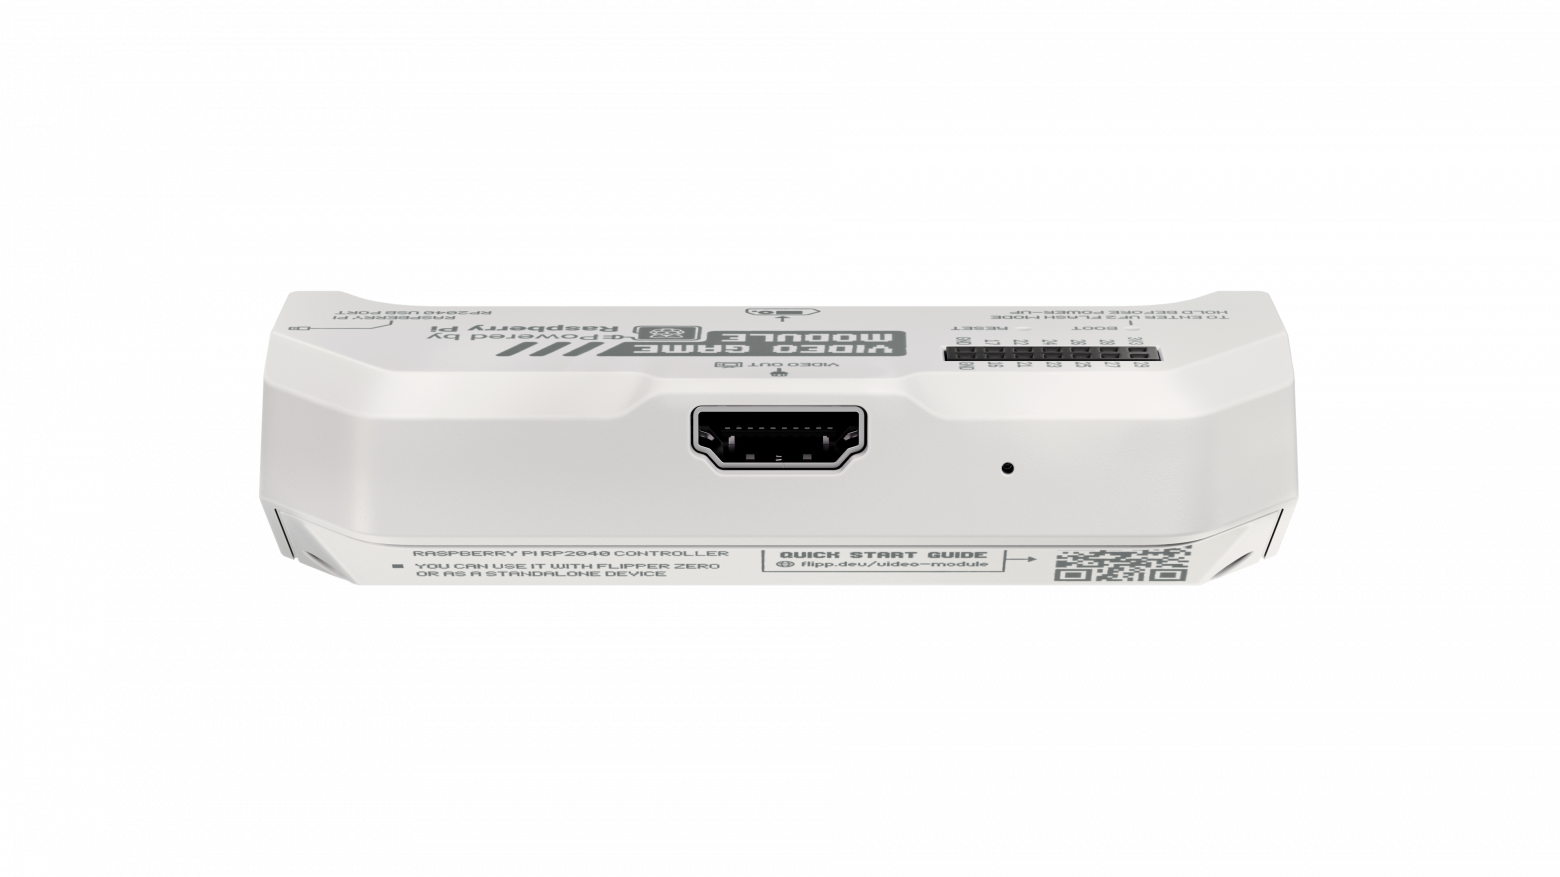 RASPBERRY PI
RP2040 USB PORT
Powered by
Raspberry Pi
VIDEO GAME
MODULE
VIDEO OUT
TO ENTER UF2 FLASH MODE
HOLD BEFORE POWER-UP
BOOT
RESET
RASPBERRY PI RP2040 CONTROLLER
YOU CAN USE IT WITH FLIPPER ZERO
OR AS A STANDALONE DEVICE
QUICK START GUIDE
flipp.dev/video-module